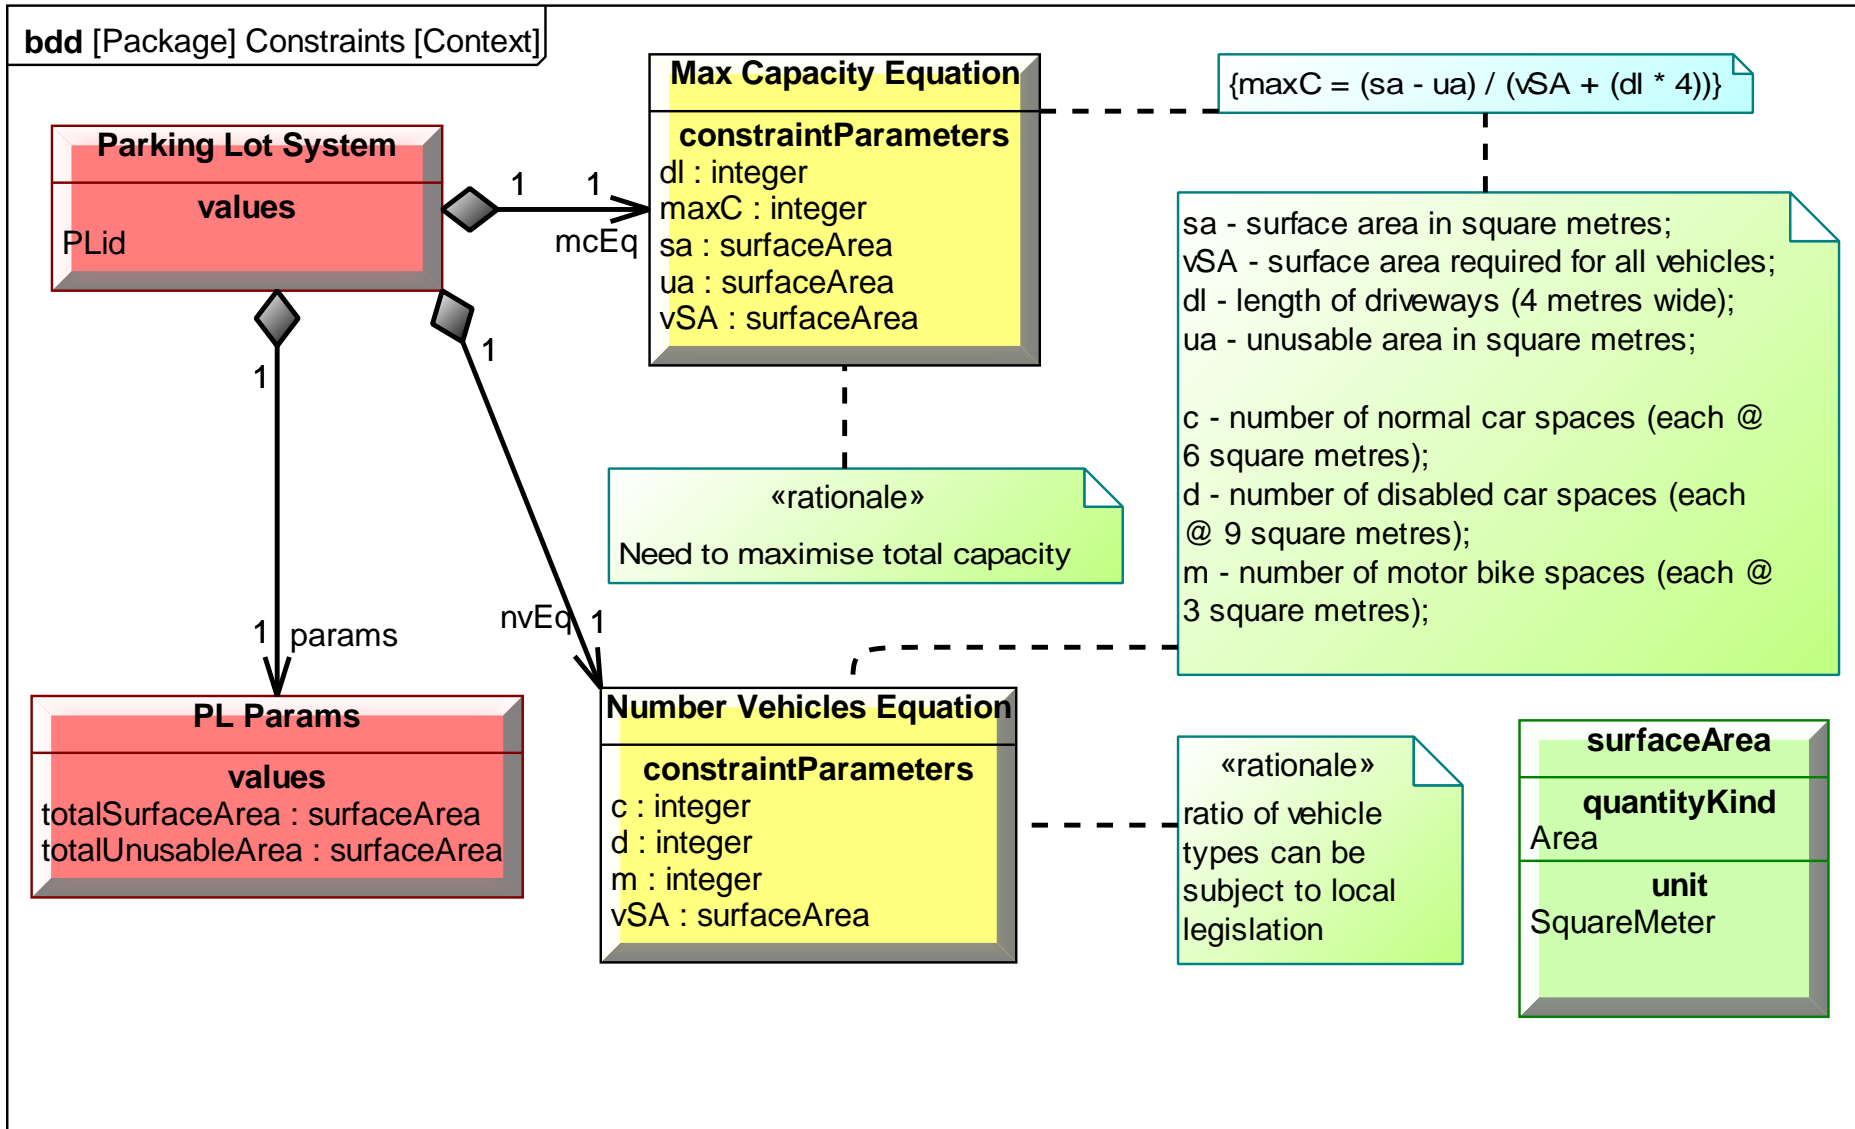 bdd [Package] Constraints [Context]
Parking Lot System
values
PLid
1
1
mcEq
1
1
params
1
nvEq
1
Max Capacity Equation
constraintParameters
dl : integer
maxC : integer
sa : surfaceArea
ua : surfaceArea
vSA : surfaceArea
{maxC = (sa - ua) / (vSA + (dl * 4))}
sa - surface area in square metres;
vSA - surface area required for all vehicles;
dl - length of driveways (4 metres wide);
ua - unusable area in square metres;
c - number of normal car spaces (each @
6 square metres);
d - number of disabled car spaces (each
@ 9 square metres);
m - number of motor bike spaces (each @
3 square metres);
«rationale»
Need to maximise total capacity
PL Params
values
totalSurfaceArea : surfaceArea
totalUnusableArea : surfaceArea
Number Vehicles Equation
constraintParameters
c : integer
d : integer
m : integer
vSA : surfaceArea
«rationale»
ratio of vehicle
types can be
subject to local
legislation
surfaceArea
quantityKind
Area
unit
SquareMeter